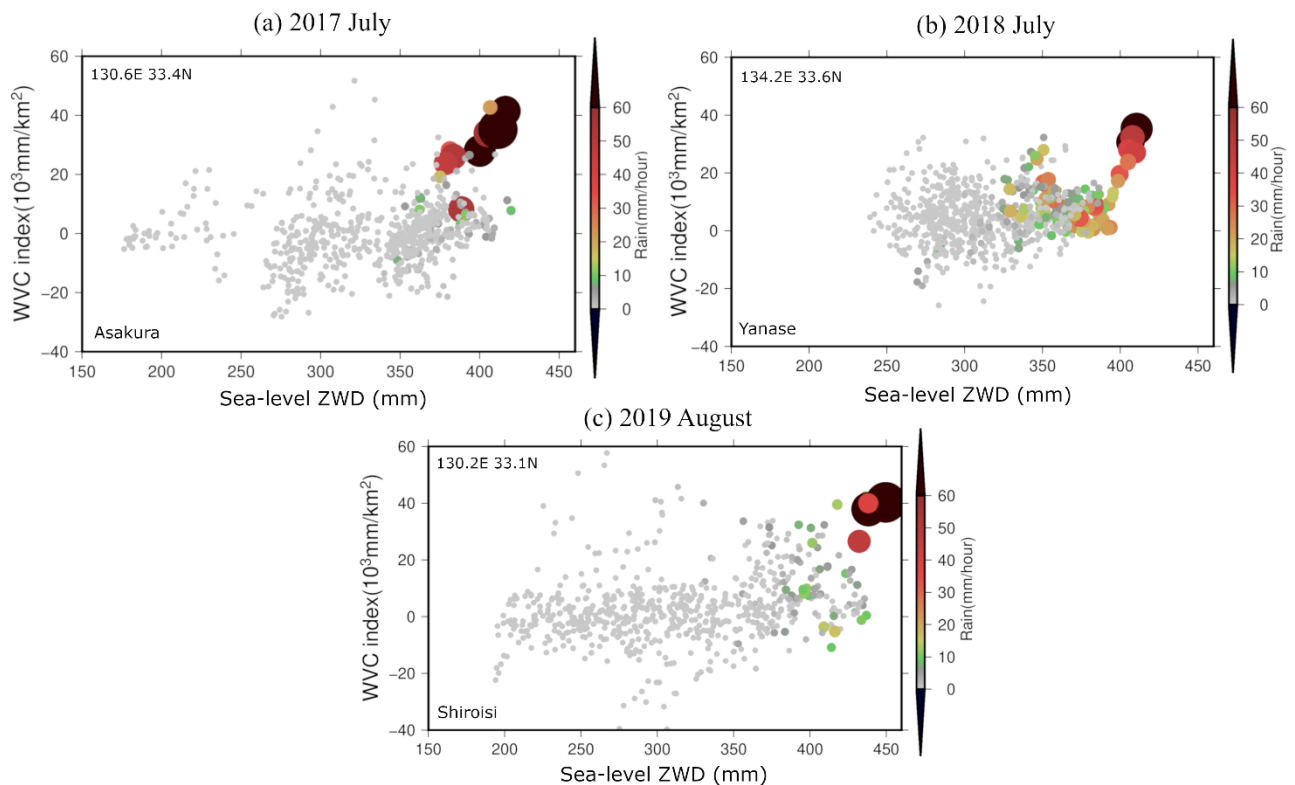 (a) 2017 July
WVC index(10³mm/km²)
60
40
20
0
−20
−40
130.6E 33.4N
Asakura
150 200 250 300 350 400 450
Sea-level ZWD (mm)
60
50
40
30
20
10
0
Rain(mm/hour)
(b) 2018 July
WVC index(10³mm/km²)
60
40
20
0
−20
−40
134.2E 33.6N
Yanase
150 200 250 300 350 400 450
Sea-level ZWD (mm)
60
50
40
30
20
10
0
Rain(mm/hour)
(c) 2019 August
WVC index(10³mm/km²)
60
40
20
0
−20
−40
130.2E 33.1N
Shiroisi
150 200 250 300 350 400 450
Sea-level ZWD (mm)
60
50
40
30
20
10
0
Rain(mm/hour)